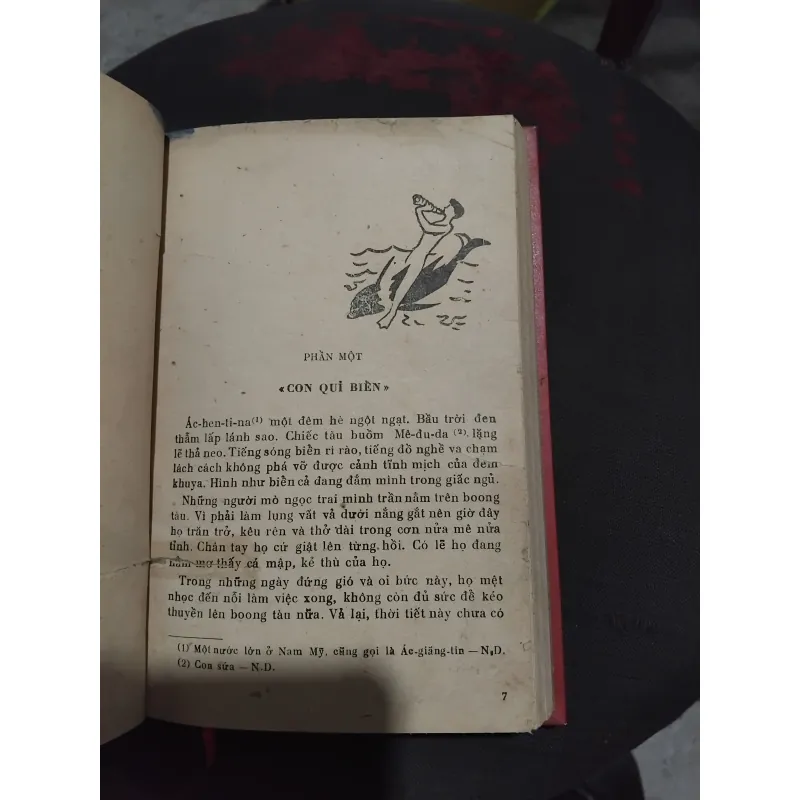 PHẦN MỘT
«CON QUỈ BIỂN»
Ác-hen-ti-na(1) một đêm hè ngột ngạt. Bầu trời đen
thẫm lấp lánh sao. Chiếc tàu buồm Mê-đu-da (2) lặng
lẽ thả neo. Tiếng sóng biển rì rào, tiếng đồ nghề va chạm
lách cách không phá vỡ được cảnh tĩnh mịch của đêm
khuya. Hình như biển cả đang đắm mình trong giấc ngủ.
Những người mò ngọc trai mình trần nằm trên boong
tàu. Vì phải làm lụng vất vả dưới nắng gắt nên giờ đây
họ trăn trở, kêu rên và thở dài trong cơn nửa mê nửa
tỉnh. Chân tay họ cứ giật lên từng hồi. Có lẽ họ đang
nằm mơ thấy cá mập, kẻ thù của họ.
Trong những ngày đứng gió và oi bức này, họ mệt
nhọc đến nỗi làm việc xong, không còn đủ sức để kéo
thuyền lên boong tàu nữa. Vả lại, thời tiết này chưa có
(1) Một nước lớn ở Nam Mỹ, cũng gọi là Ác-giăng-tin — N.D.
(2) Con sứa — N.D.
7